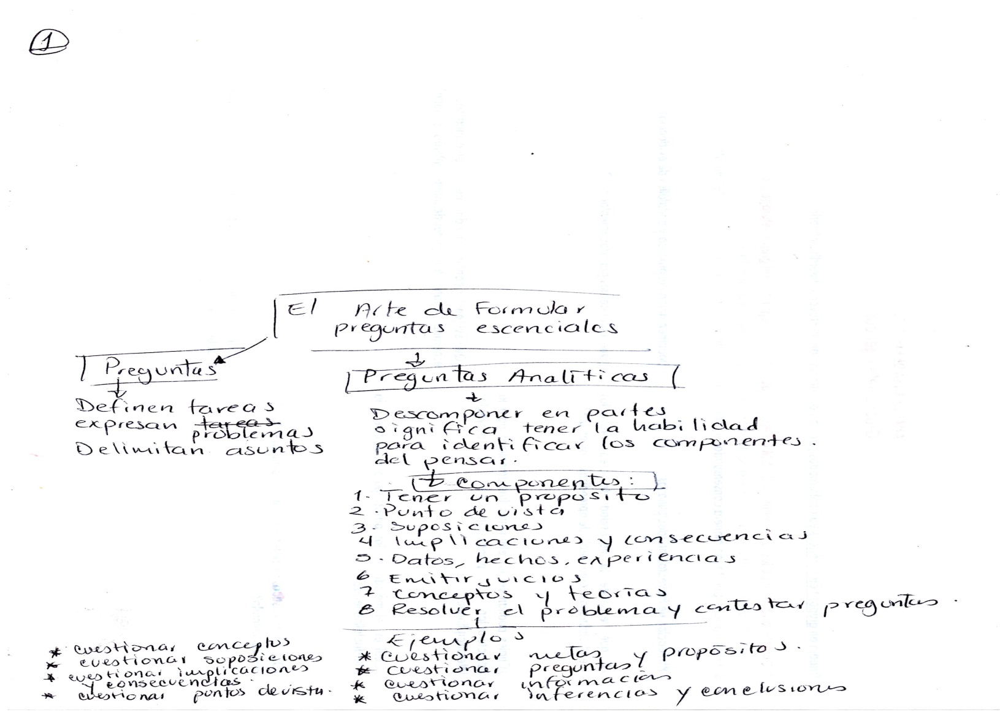 1
El Arte de Formular
preguntas escenciales
Preguntas
Definen tareas
expresan tareas
problemas
Delimitan asuntos
Preguntas Analíticas
Descomponer en partes
significa tener la habilidad
para identificar los componentes.
del pensar.
Componentes:
1. Tener un proposito
2. Punto de vista
3. Suposiciones
4 Implicaciones y consecuencias
5. Datos, hechos, experiencias
6 Emitir juicios
7 conceptos y teorías
8 Resolver el problema y contestar preguntas.
Ejemplos
* cuestionar metas y propósitos.
* cuestionar preguntas
* cuestionar información
* cuestionar inferencias y conclusiones
* cuestionar conceptos
* cuestionar suposiciones
* cuestionar implicaciones
y consecuencias.
* cuestionar puntos de vista.